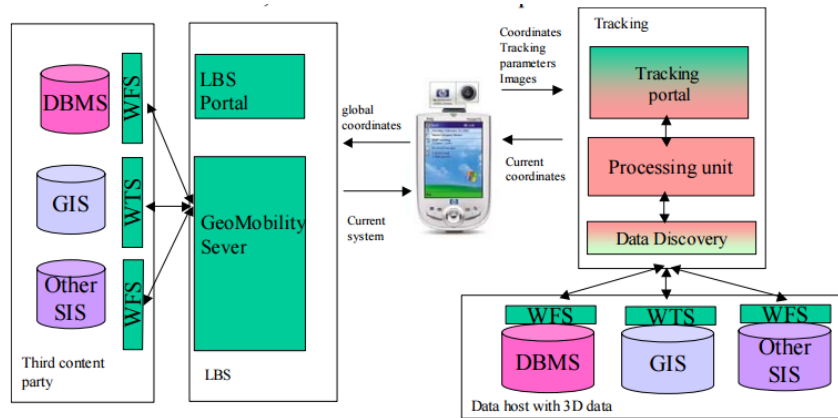 DBMS
WFS
GIS
WTS
Other
SIS
WFS
Third content
party
LBS
Portal
GeoMobility
Sever
LBS
global
coordinates
Current
system
Coordinates
Tracking
parameters
Images
Current
coordinates
Tracking
Tracking
portal
Processing unit
Data Discovery
WFS
WTS
WFS
DBMS
GIS
Other
SIS
Data host with 3D data